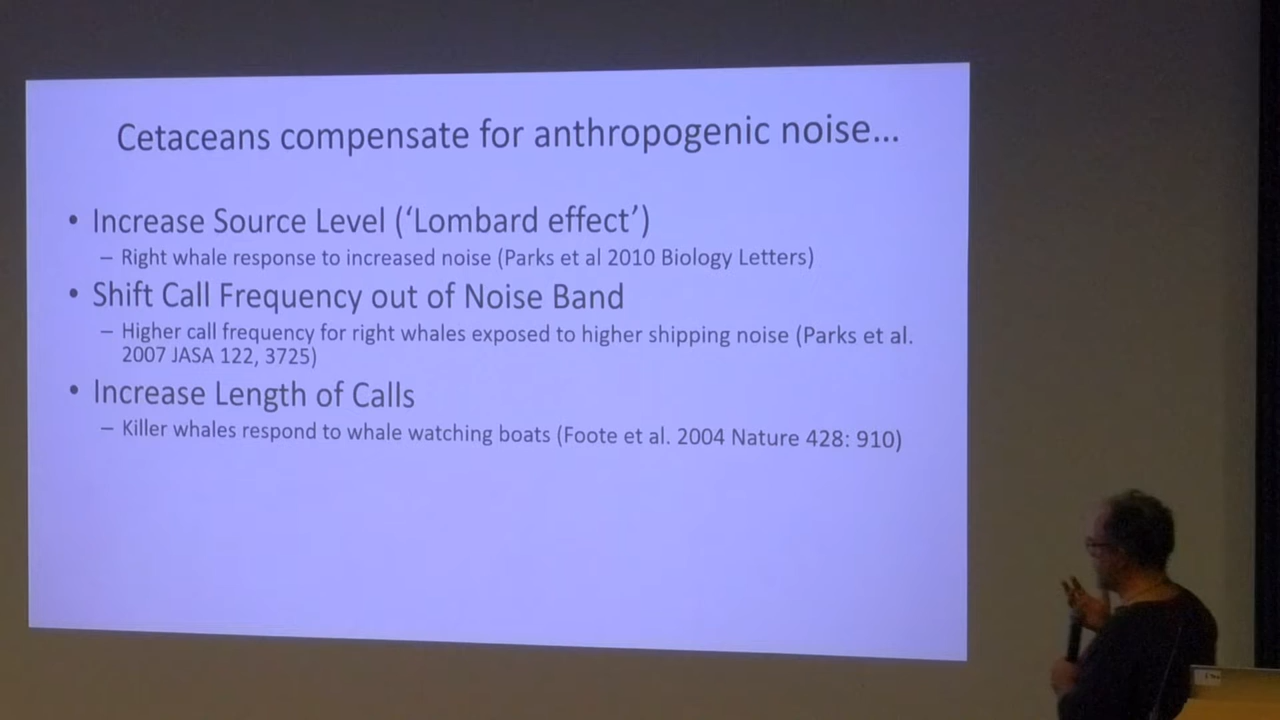 Cetaceans compensate for anthropogenic noise...
• Increase Source Level (‘Lombard effect’)
– Right whale response to increased noise (Parks et al 2010 Biology Letters)
• Shift Call Frequency out of Noise Band
– Higher call frequency for right whales exposed to higher shipping noise (Parks et al.
2007 JASA 122, 3725)
• Increase Length of Calls
– Killer whales respond to whale watching boats (Foote et al. 2004 Nature 428: 910)